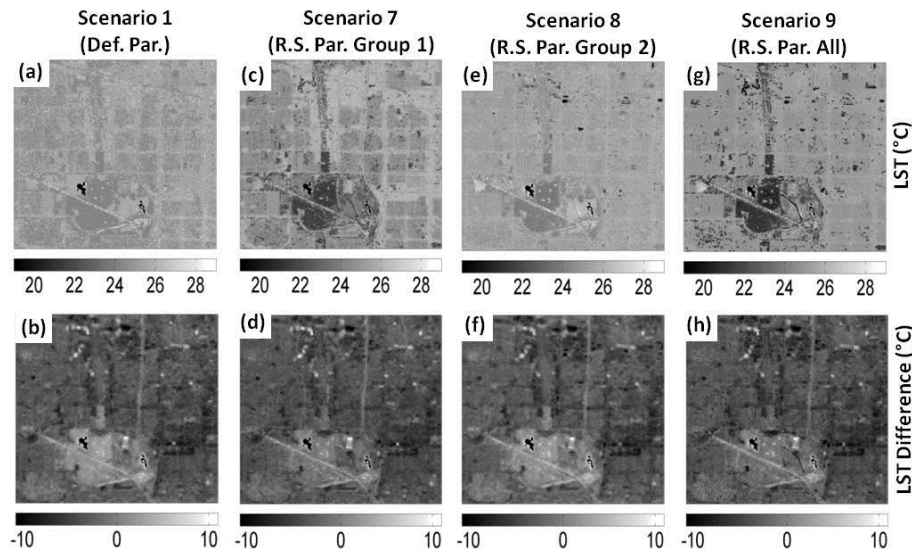 Scenario 1
(Def. Par.)
Scenario 7
(R.S. Par. Group 1)
Scenario 8
(R.S. Par. Group 2)
Scenario 9
(R.S. Par. All)
(a)
(c)
(e)
(g)
LST (°C)
20 22 24 26 28
20 22 24 26 28
20 22 24 26 28
20 22 24 26 28
(b)
(d)
(f)
(h)
LST Difference (°C)
-10 0 10
-10 0 10
-10 0 10
-10 0 10